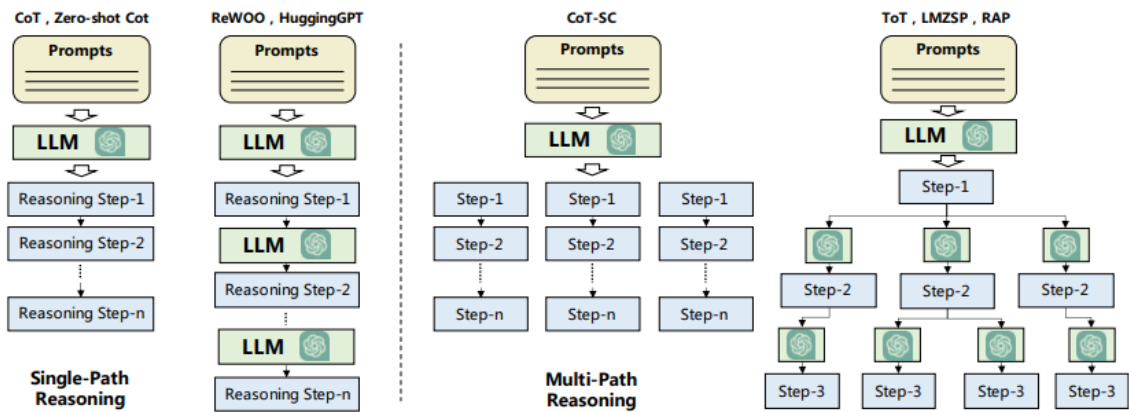 CoT , Zero-shot Cot
Prompts
LLM
Reasoning Step-1
Reasoning Step-2
Reasoning Step-n
Single-Path
Reasoning
ReWOO , HuggingGPT
Prompts
LLM
Reasoning Step-1
LLM
Reasoning Step-2
LLM
Reasoning Step-n
CoT-SC
Prompts
LLM
Step-1
Step-1
Step-1
Step-2
Step-2
Step-2
Step-n
Step-n
Step-n
Multi-Path
Reasoning
ToT , LMZSP , RAP
Prompts
LLM
Step-1
Step-2
Step-2
Step-2
Step-3
Step-3
Step-3
Step-3